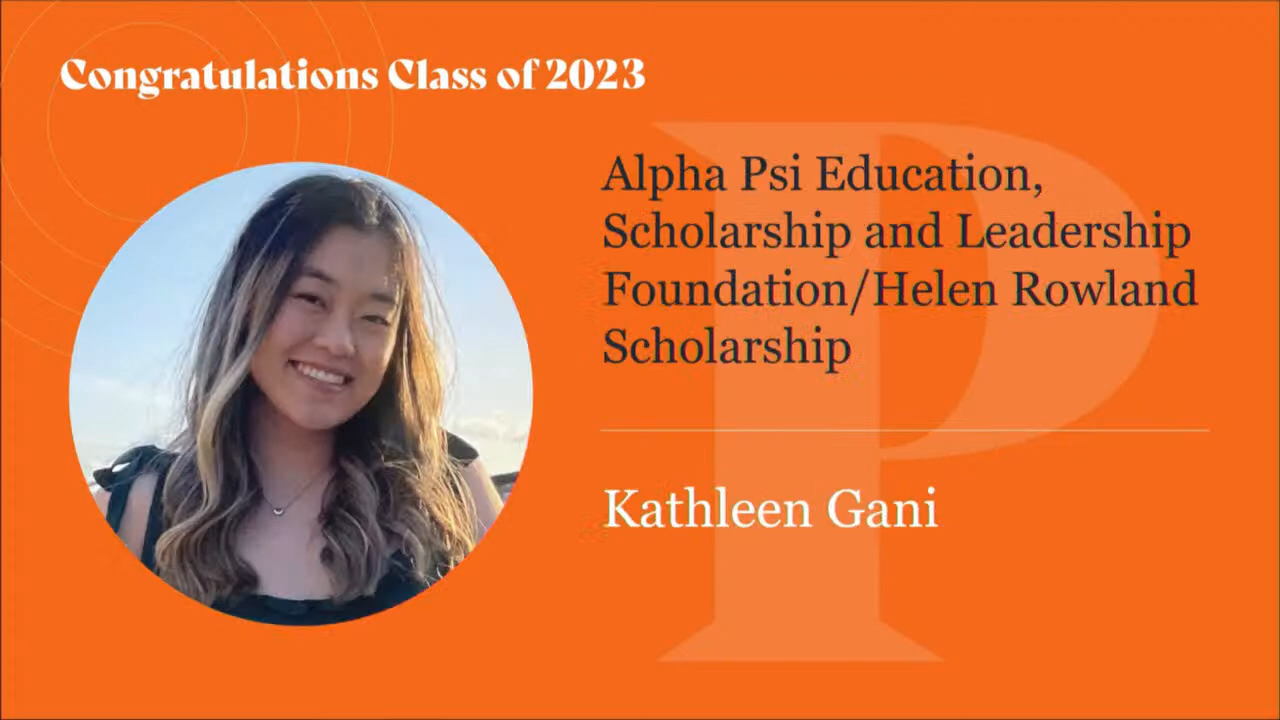 Congratulations Class of 2023
Alpha Psi Education,
Scholarship and Leadership
Foundation/Helen Rowland
Scholarship
Kathleen Gani
P